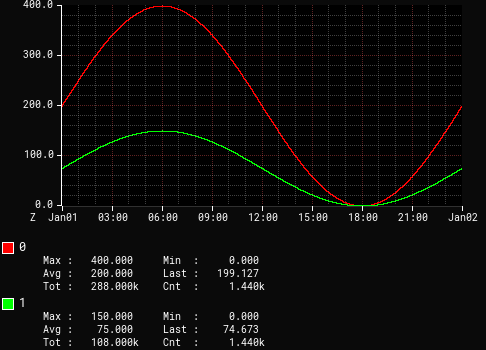 400.0
300.0
200.0
100.0
0.0
Z Jan01 03:00 06:00 09:00 12:00 15:00 18:00 21:00 Jan02
0
Max : 400.000 Min : 0.000
Avg : 200.000 Last : 199.127
Tot : 288.000k Cnt : 1.440k
1
Max : 150.000 Min : 0.000
Avg : 75.000 Last : 74.673
Tot : 108.000k Cnt : 1.440k